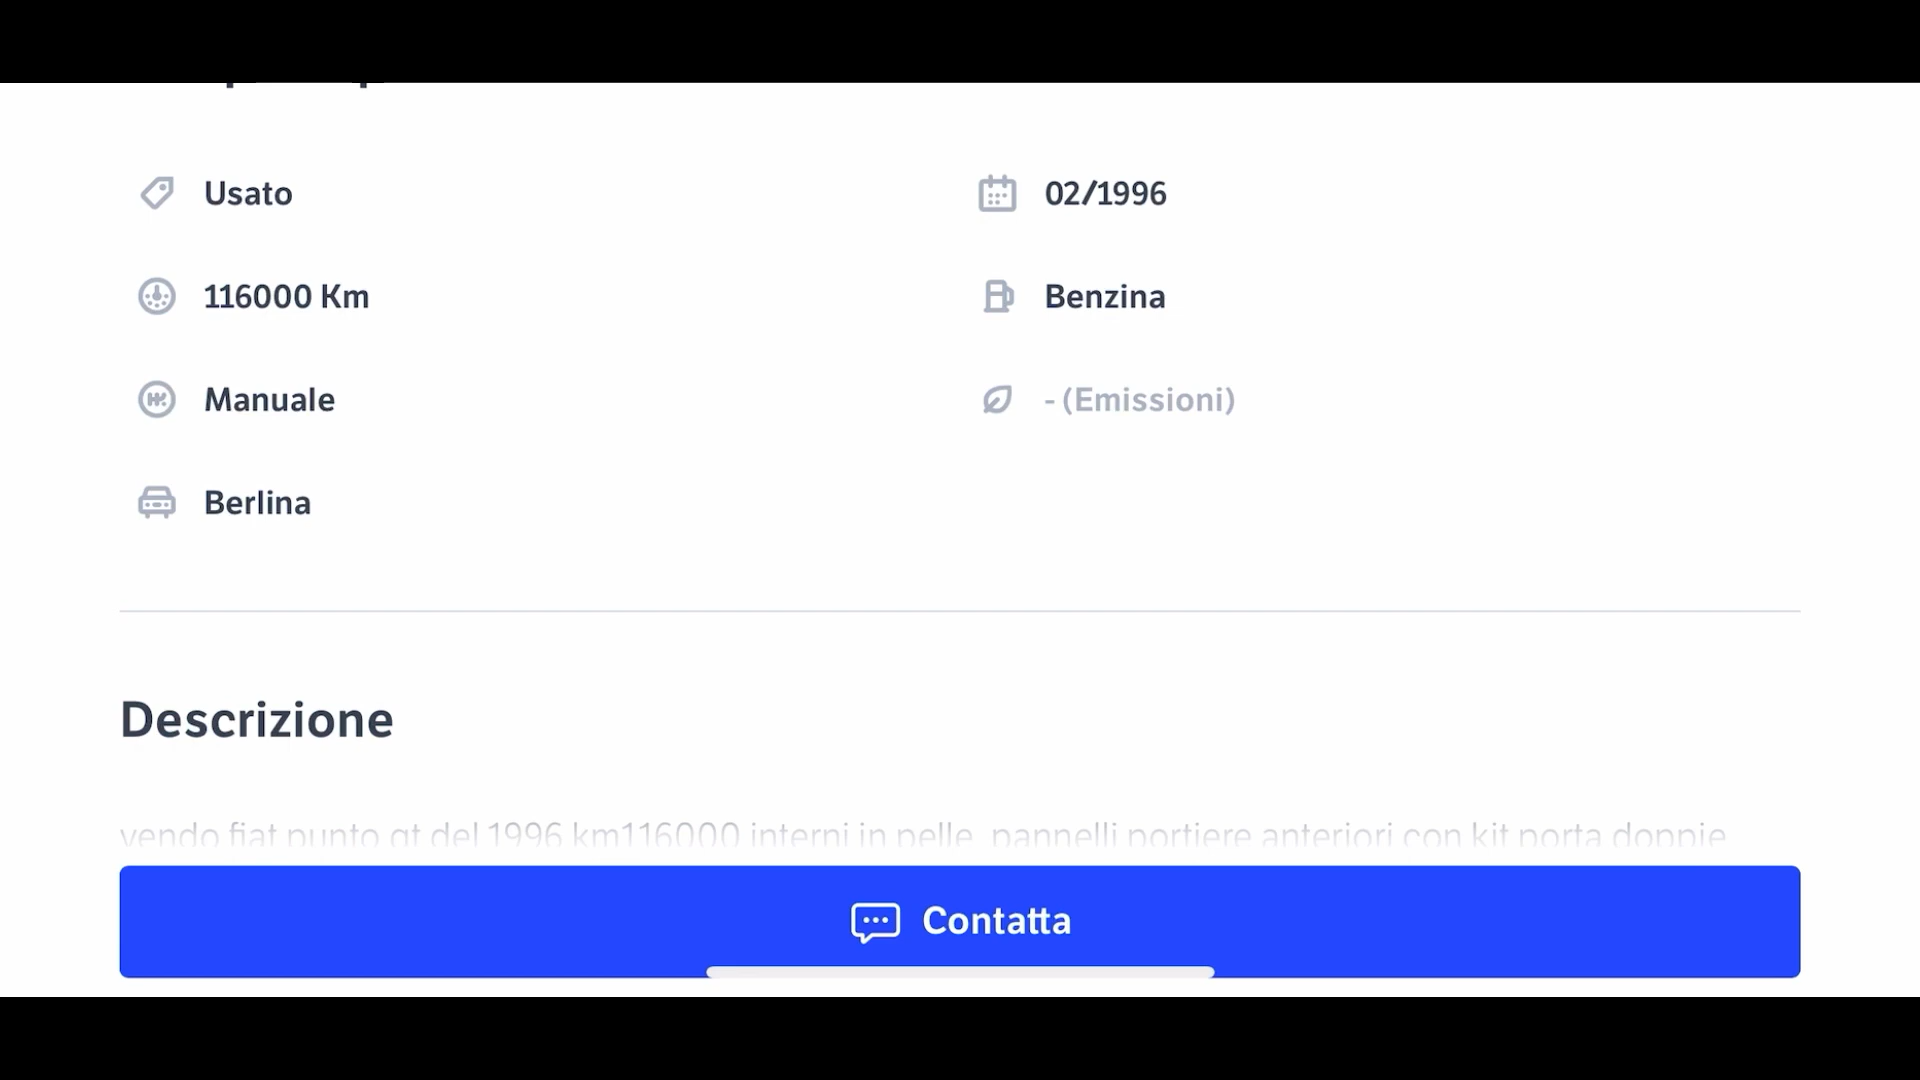 Usato
02/1996
116000 Km
Benzina
Manuale
- (Emissioni)
Berlina
Descrizione
vendo fiat punto gt del 1996 km116000 interni in pelle, pannelli portiere anteriori con kit porta doppie
Contatta